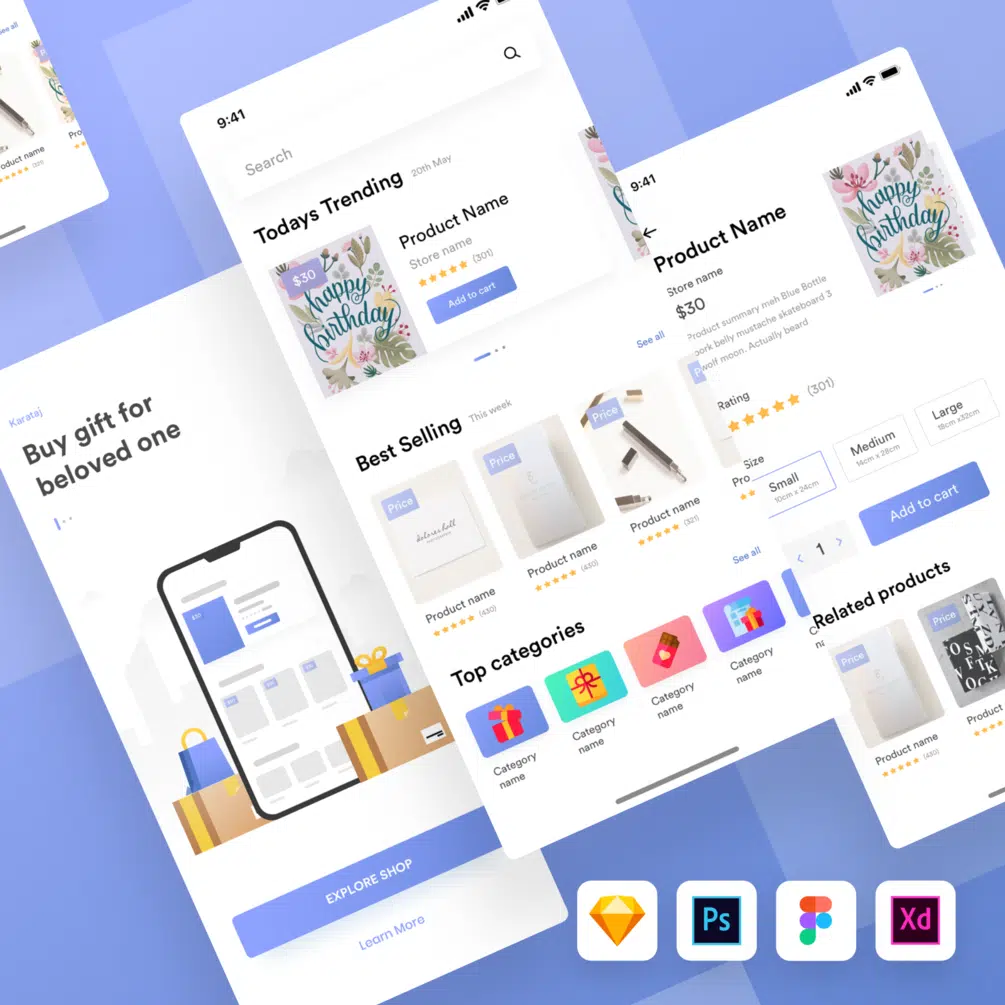 See all
Product name
Pro
(321)
Karataj
Buy gift for
beloved one
$30
EXPLORE SHOP
Learn More
9:41
Search
Todays Trending
20th May
$30
happy
birthday
Product Name
Store name
(301)
Add to cart
See all
Best Selling
This week
Price
Product name
(430)
Price
Product name
(430)
Price
Product name
(321)
P
Pro
See all
Top categories
Category
name
Category
name
Category
name
Category
name
9:41
Product Name
Store name
$30
Product summary meh Blue Bottle
pork belly mustache skateboard 3
wolf moon. Actually beard
happy
birthday
Rating
(301)
Size
Small
10cm x 24cm
Medium
14cm x 28cm
Large
18cm x32cm
1
Add to cart
Related products
Price
Product name
(430)
Price
Product
Ps
Xd